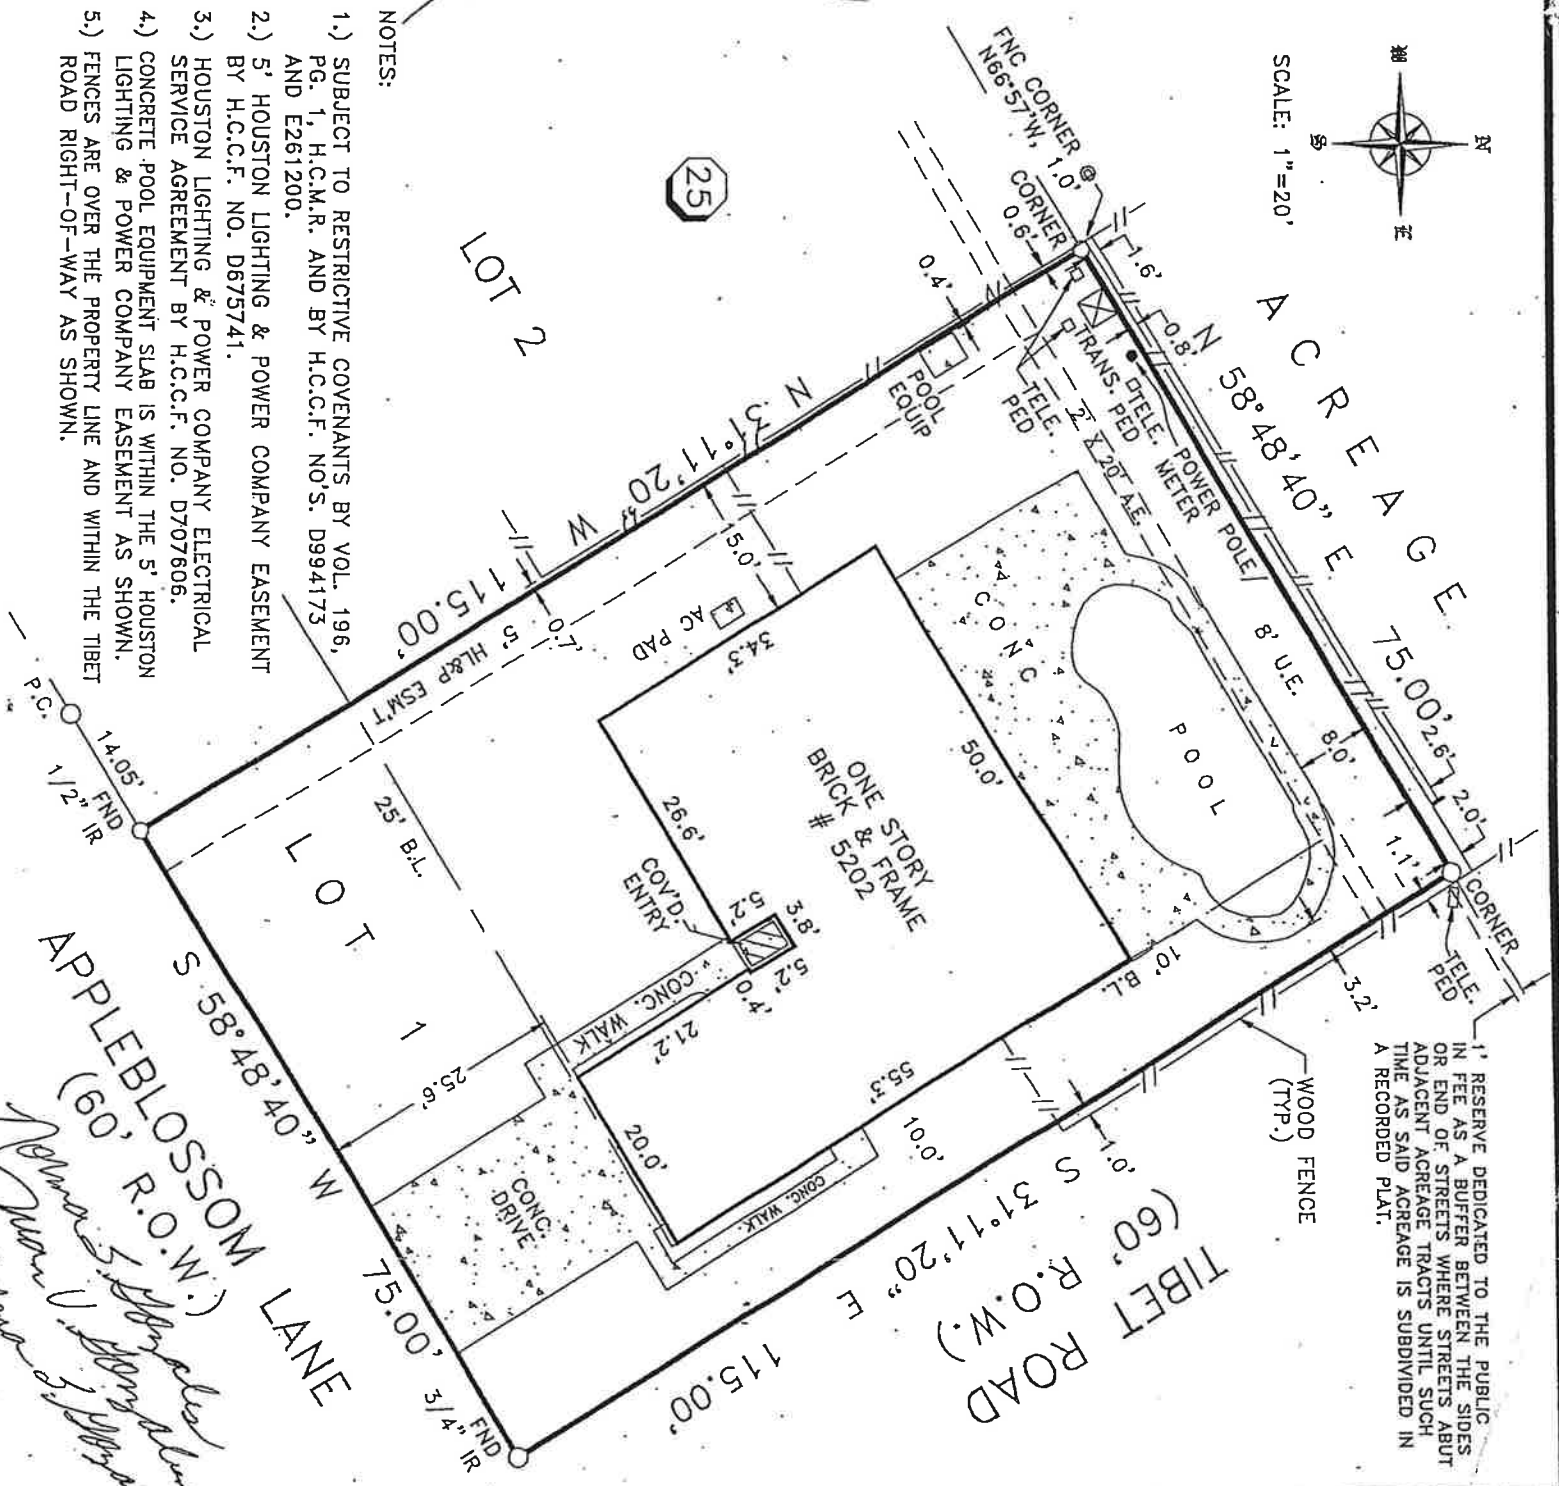 N
W
E
S
SCALE: 1"=20'
FNC CORNER @
N66°57'W, 1.0'
CORNER
0.6'
0.4'
1.6'
0.8'
ACREAGE
N 58°48'40" E 75.00'
2.6'
2.0'
1.1'
8.0'
8' U.E.
CORNER
TELE.
PED
1' RESERVE DEDICATED TO THE PUBLIC
IN FEE AS A BUFFER BETWEEN THE SIDES
OR END OF STREETS WHERE STREETS ABUT
ADJACENT ACREAGE TRACTS UNTIL SUCH
TIME AS SAID ACREAGE IS SUBDIVIDED IN
A RECORDED PLAT.
POWER POLE/
METER
TELE.
PED
TRANS.
TELE.
PED
2' X 20' A.E.
POOL
EQUIP
CONC
POOL
3.2'
WOOD FENCE
(TYP.)
1.0'
10' B.L.
TIBET ROAD
(60' R.O.W.)
S 31°11'20" E 115.00'
25
LOT 2
N 31°11'20" W 115.00'
15.0'
0.7'
5' HL&P ESM'T
AC PAD
34.3'
50.0'
ONE STORY
BRICK & FRAME
# 5202
26.6'
COV'D.
ENTRY
5.2'
3.8'
5.2'
0.4'
21.2'
55.3'
10.0'
20.0'
CONC. WALK
CONC. WALK.
25' B.L.
25.6'
CONC.
DRIVE
LOT 1
P.C.
14.05'
FND
1/2" IR
S 58°48'40" W 75.00'
FND
3/4" IR
APPLEBLOSSOM LANE
(60' R.O.W.)
Norma S. Gonzales
Juan V. Gonzales
NOTES:
1.) SUBJECT TO RESTRICTIVE COVENANTS BY VOL. 196,
PG. 1, H.C.M.R. AND BY H.C.C.F. NO'S. D994173
AND E261200.
2.) 5' HOUSTON LIGHTING & POWER COMPANY EASEMENT
BY H.C.C.F. NO. D675741.
3.) HOUSTON LIGHTING & POWER COMPANY ELECTRICAL
SERVICE AGREEMENT BY H.C.C.F. NO. D707606.
4.) CONCRETE POOL EQUIPMENT SLAB IS WITHIN THE 5' HOUSTON
LIGHTING & POWER COMPANY EASEMENT AS SHOWN.
5.) FENCES ARE OVER THE PROPERTY LINE AND WITHIN THE TIBET
ROAD RIGHT-OF-WAY AS SHOWN.